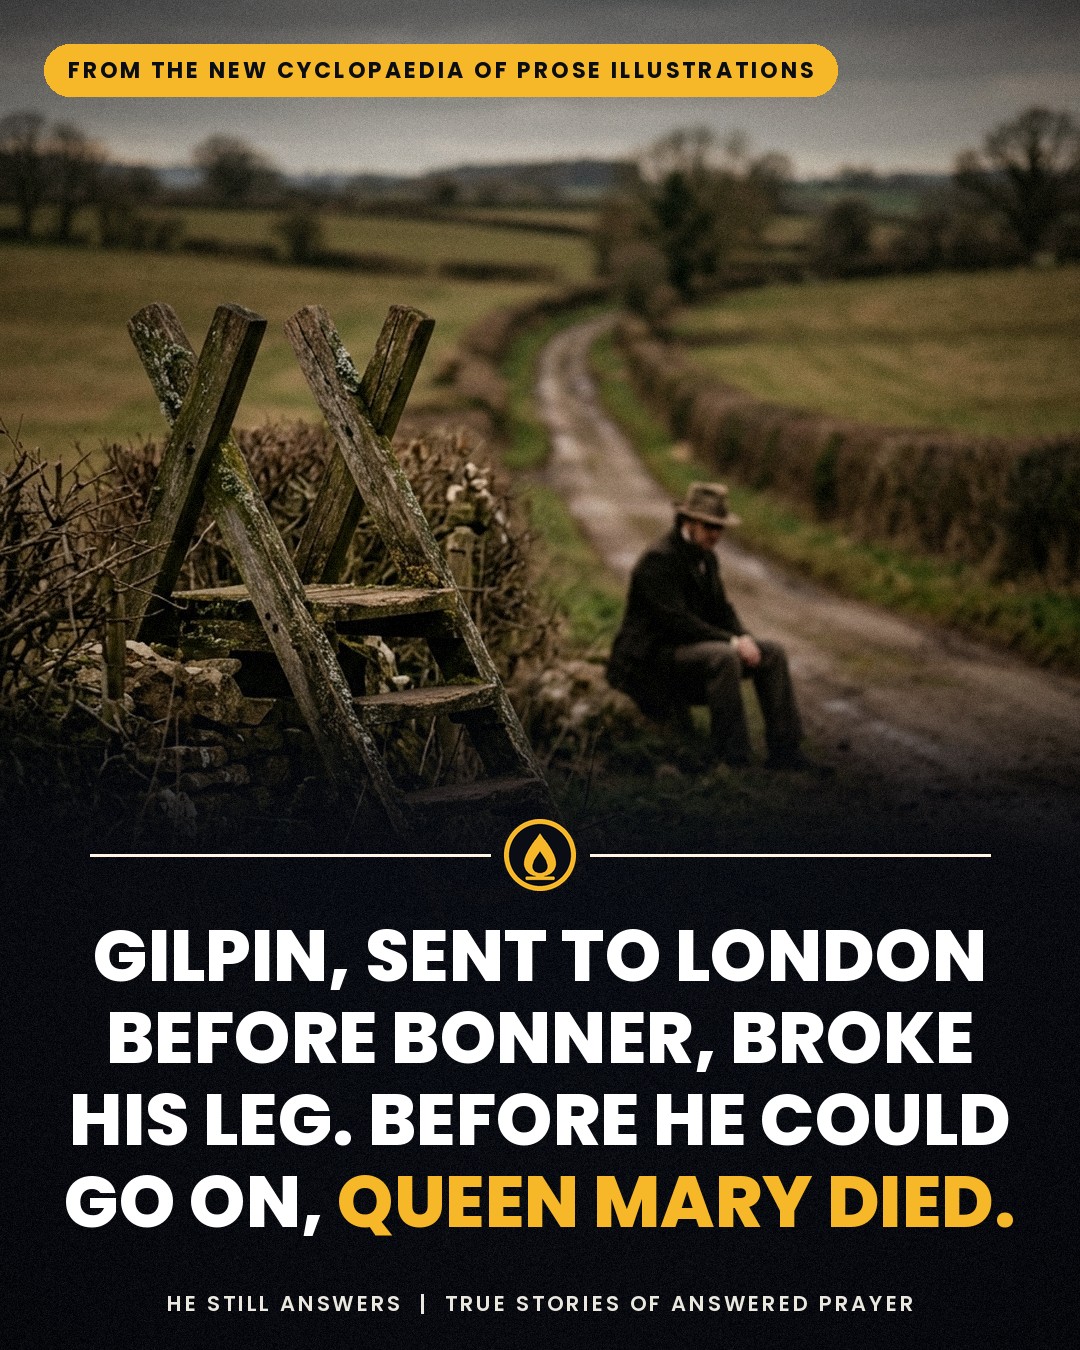 FROM THE NEW CYCLOPAEDIA OF PROSE ILLUSTRATIONS
GILPIN, SENT TO LONDON
BEFORE BONNER, BROKE
HIS LEG. BEFORE HE COULD
GO ON, QUEEN MARY DIED.
HE STILL ANSWERS | TRUE STORIES OF ANSWERED PRAYER